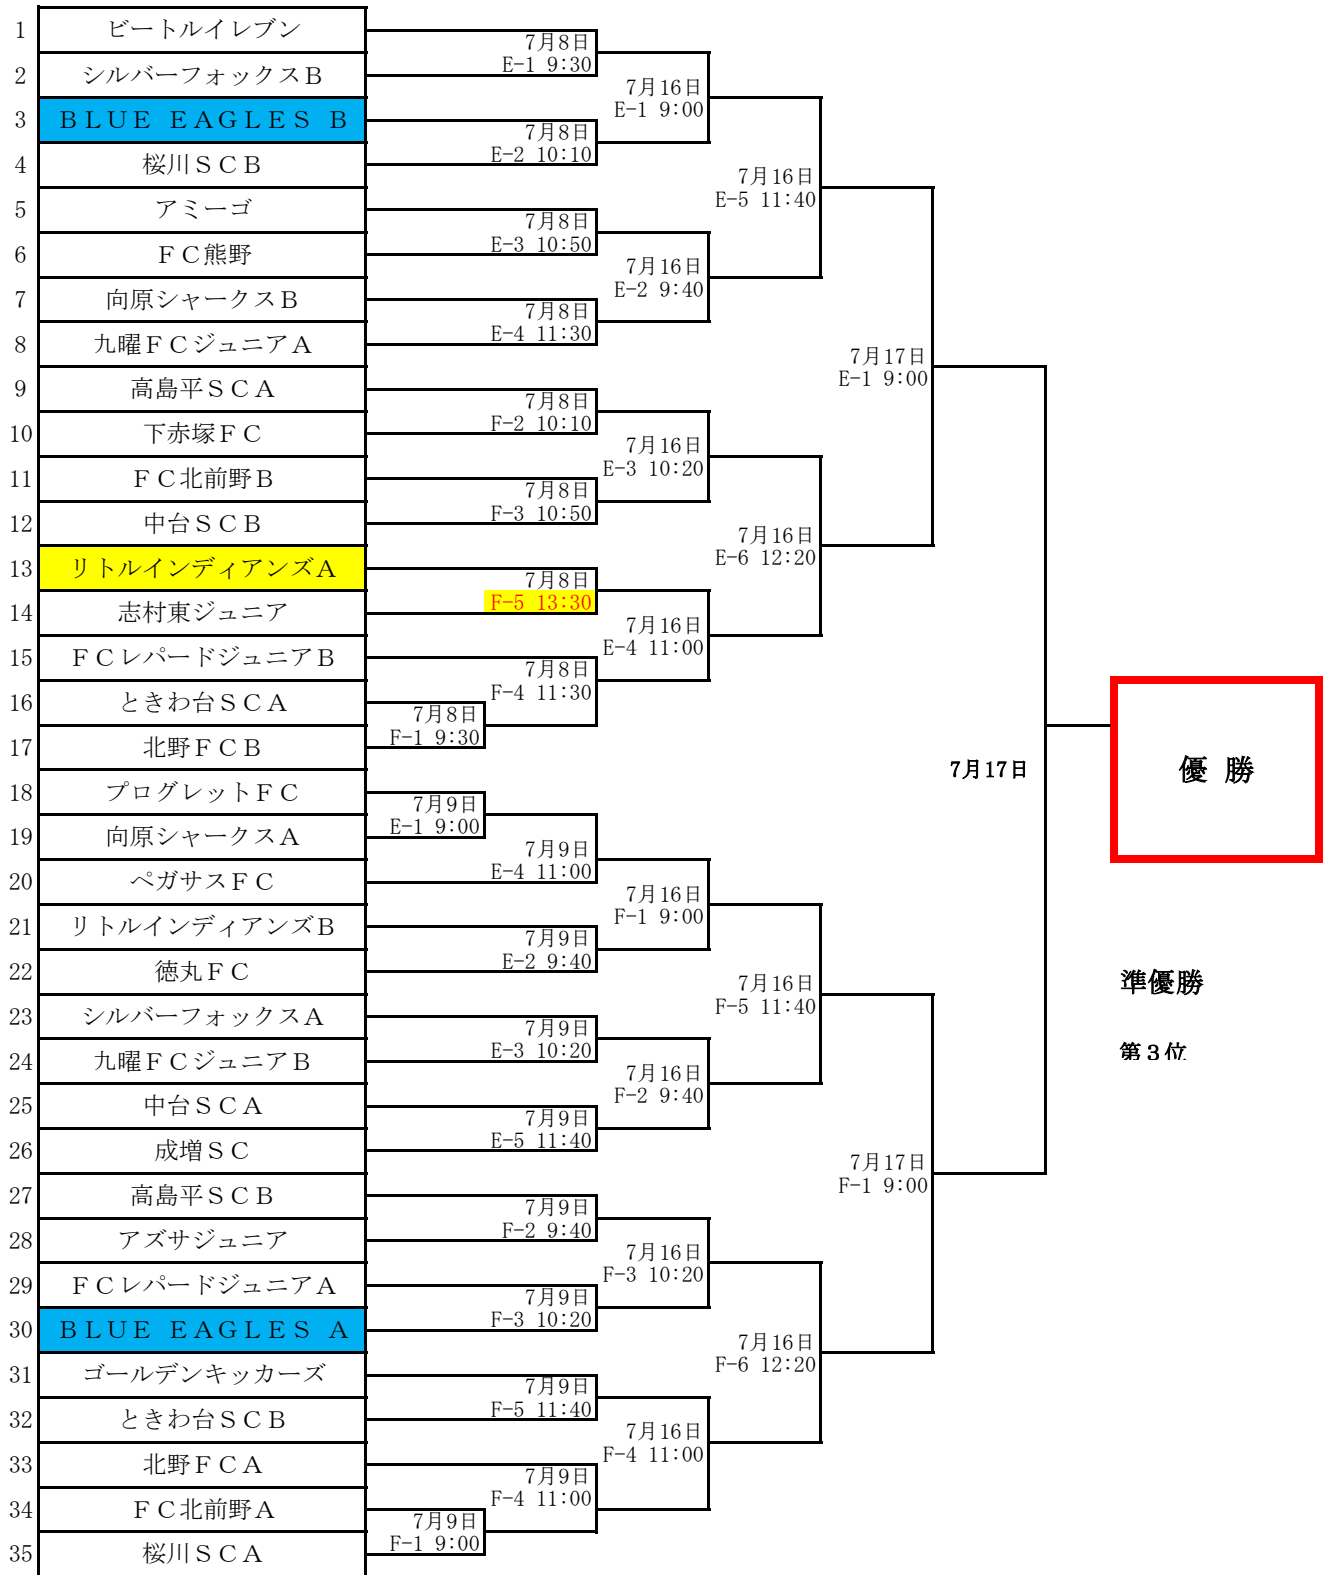 1 ビートルイレブン
7月8日
E-1 9:30
2 シルバーフォックスＢ
7月16日
E-1 9:00
3 ＢＬＵＥ ＥＡＧＬＥＳ Ｂ
7月8日
E-2 10:10
4 桜川ＳＣＢ
7月16日
E-5 11:40
5 アミーゴ
7月8日
E-3 10:50
6 ＦＣ熊野
7月16日
E-2 9:40
7 向原シャークスＢ
7月8日
E-4 11:30
8 九曜ＦＣジュニアＡ
7月17日
E-1 9:00
9 高島平ＳＣＡ
7月8日
F-2 10:10
10 下赤塚ＦＣ
7月16日
E-3 10:20
11 ＦＣ北前野Ｂ
7月8日
F-3 10:50
12 中台ＳＣＢ
7月16日
E-6 12:20
13 リトルインディアンズＡ
7月8日
F-5 13:30
14 志村東ジュニア
7月16日
E-4 11:00
15 ＦＣレパードジュニアＢ
7月8日
F-4 11:30
16 ときわ台ＳＣＡ
7月8日
F-1 9:30
17 北野ＦＣＢ
7月17日
優 勝
18 プログレットＦＣ
7月9日
E-1 9:00
19 向原シャークスＡ
7月9日
E-4 11:00
20 ペガサスＦＣ
7月16日
F-1 9:00
21 リトルインディアンズＢ
7月9日
E-2 9:40
22 徳丸ＦＣ
7月16日
F-5 11:40
準優勝
23 シルバーフォックスＡ
7月9日
E-3 10:20
第３位
24 九曜ＦＣジュニアＢ
7月16日
F-2 9:40
25 中台ＳＣＡ
7月9日
E-5 11:40
26 成増ＳＣ
7月17日
F-1 9:00
27 高島平ＳＣＢ
7月9日
F-2 9:40
28 アズサジュニア
7月16日
F-3 10:20
29 ＦＣレパードジュニアＡ
7月9日
F-3 10:20
30 ＢＬＵＥ ＥＡＧＬＥＳ Ａ
7月16日
F-6 12:20
31 ゴールデンキッカーズ
7月9日
F-5 11:40
32 ときわ台ＳＣＢ
7月16日
F-4 11:00
33 北野ＦＣＡ
7月9日
F-4 11:00
34 ＦＣ北前野Ａ
7月9日
F-1 9:00
35 桜川ＳＣＡ